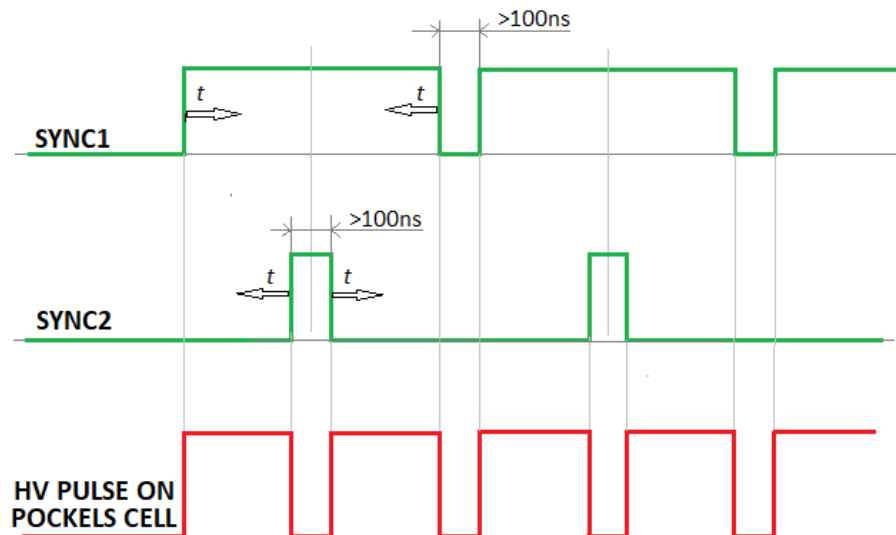 >100ns
t
t
SYNC1
>100ns
t
t
SYNC2
HV PULSE ON
POCKELS CELL